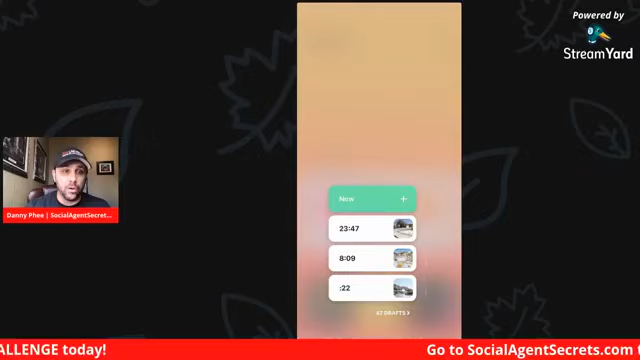 Powered by
StreamYard
New
23:47
8:09
:22
62 DRAFTS >
Danny Phee | SocialAgentSecret...
ALLENGE today!
Go to SocialAgentSecrets.com t